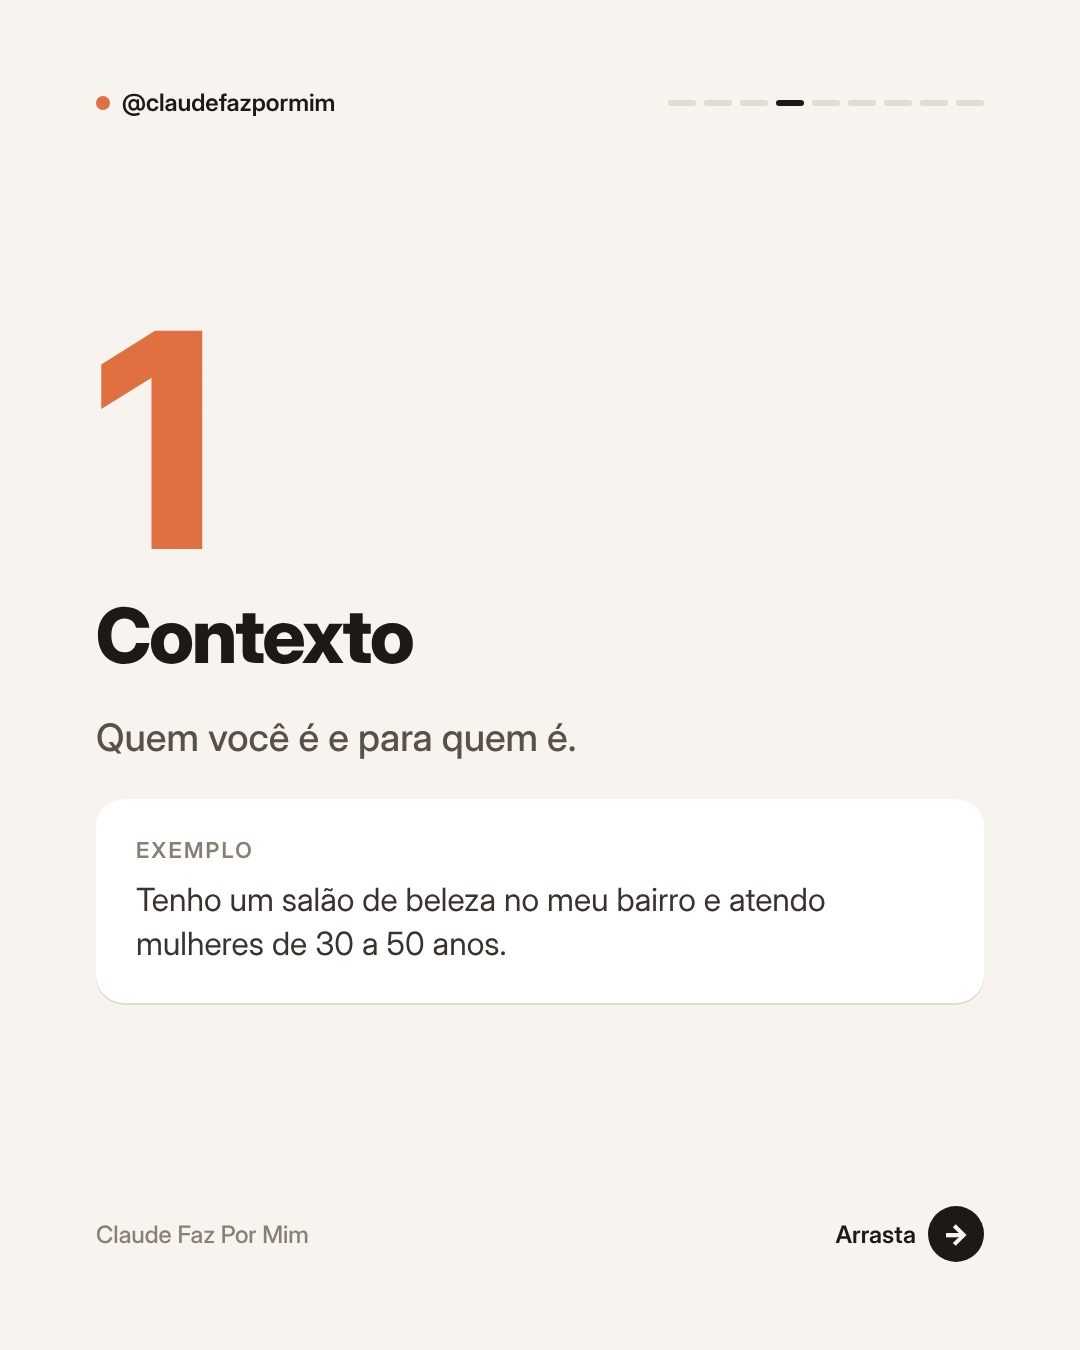 @claudefazpormim
1
Contexto
Quem você é e para quem é.
EXEMPLO
Tenho um salão de beleza no meu bairro e atendo
mulheres de 30 a 50 anos.
Claude Faz Por Mim
Arrasta